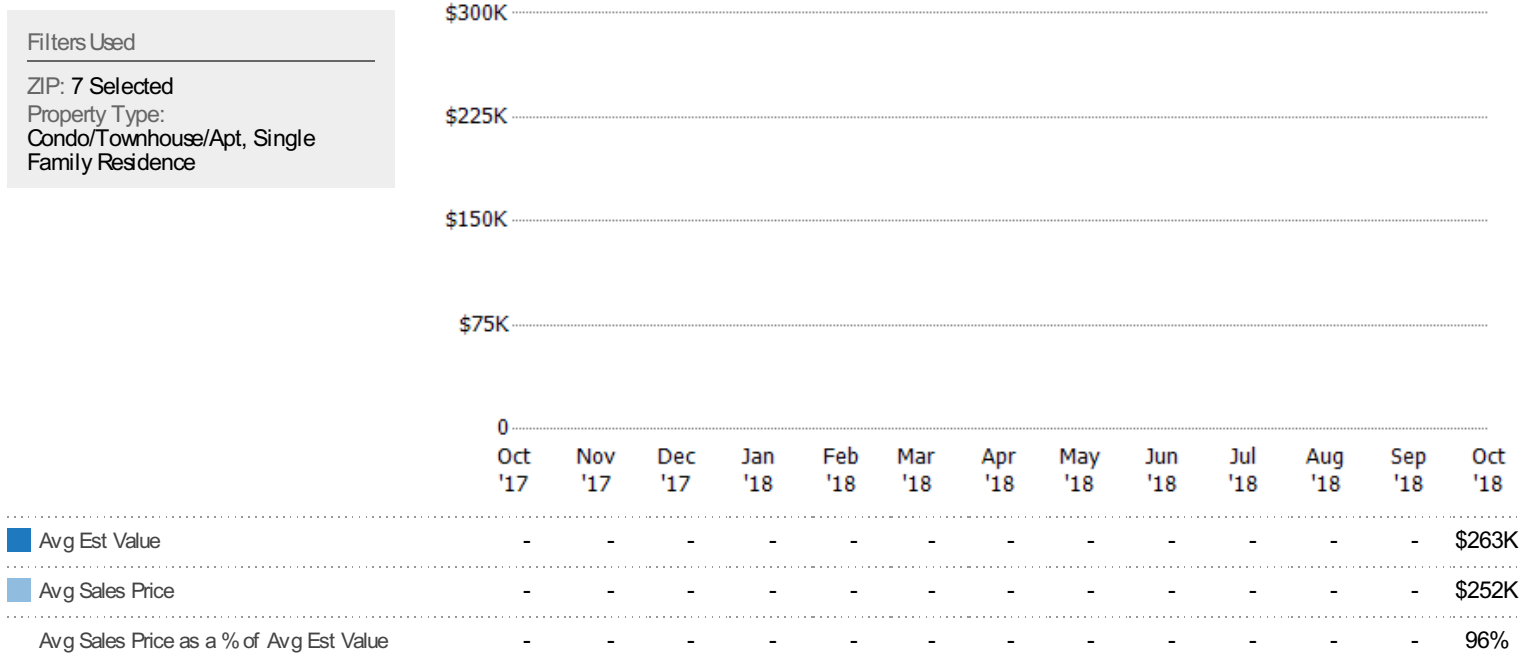 Filters Used
ZIP: 7 Selected
Property Type:
Condo/Townhouse/Apt, Single
Family Residence
$300K
$225K
$150K
$75K
0
Oct Nov Dec Jan Feb Mar Apr May Jun Jul Aug Sep Oct
'17 '17 '17 '18 '18 '18 '18 '18 '18 '18 '18 '18 '18
Avg Est Value - - - - - - - - - - - - $263K
Avg Sales Price - - - - - - - - - - - - $252K
Avg Sales Price as a % of Avg Est Value - - - - - - - - - - - - 96%